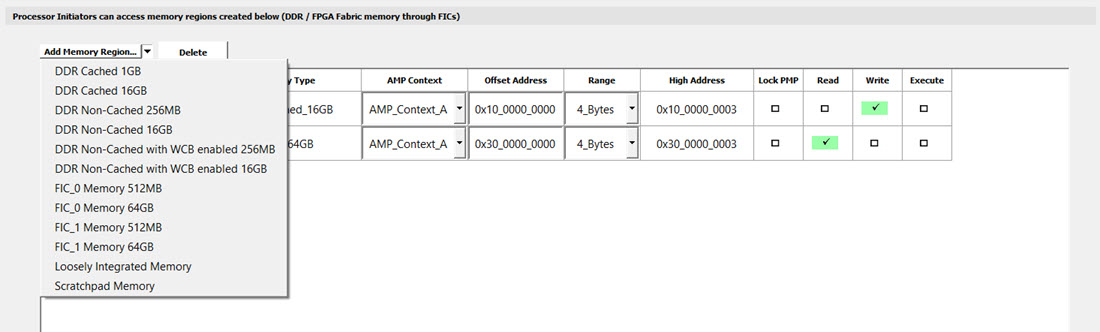 Processor Initiators can access memory regions created below (DDR / FPGA Fabric memory through FICs)
Add Memory Region... Delete
DDR Cached 1GB
DDR Cached 16GB
DDR Non-Cached 256MB
DDR Non-Cached 16GB
DDR Non-Cached with WCB enabled 256MB
DDR Non-Cached with WCB enabled 16GB
FIC_0 Memory 512MB
FIC_0 Memory 64GB
FIC_1 Memory 512MB
FIC_1 Memory 64GB
Loosely Integrated Memory
Scratchpad Memory
y Type AMP Context Offset Address Range High Address Lock PMP Read Write Execute
hed_16GB AMP_Context_A 0x10_0000_0000 4_Bytes 0x10_0000_0003
64GB AMP_Context_A 0x30_0000_0000 4_Bytes 0x30_0000_0003